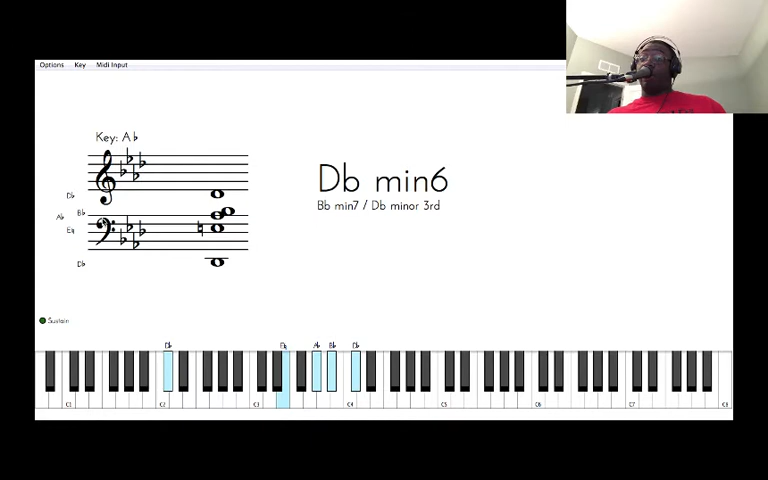 Options Key Midi Input
Key: A♭
Db min6
Bb min7 / Db minor 3rd
Db
Bb
Ab
E♮
Db
Sustain
Db E♮ Ab Bb Db
C1 C2 C3 C4 C5 C6 C7 C8